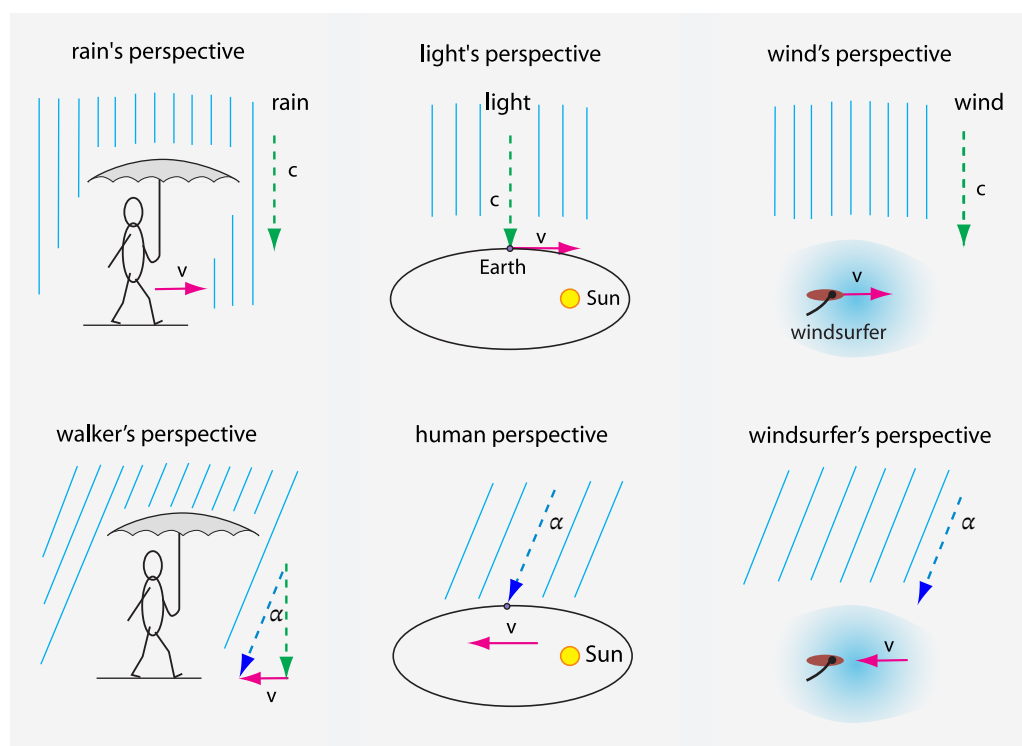 rain's perspective
rain
c
v
light's perspective
light
c
v
Earth
Sun
wind's perspective
wind
c
v
windsurfer
walker's perspective
α
v
human perspective
α
v
Sun
windsurfer's perspective
α
v